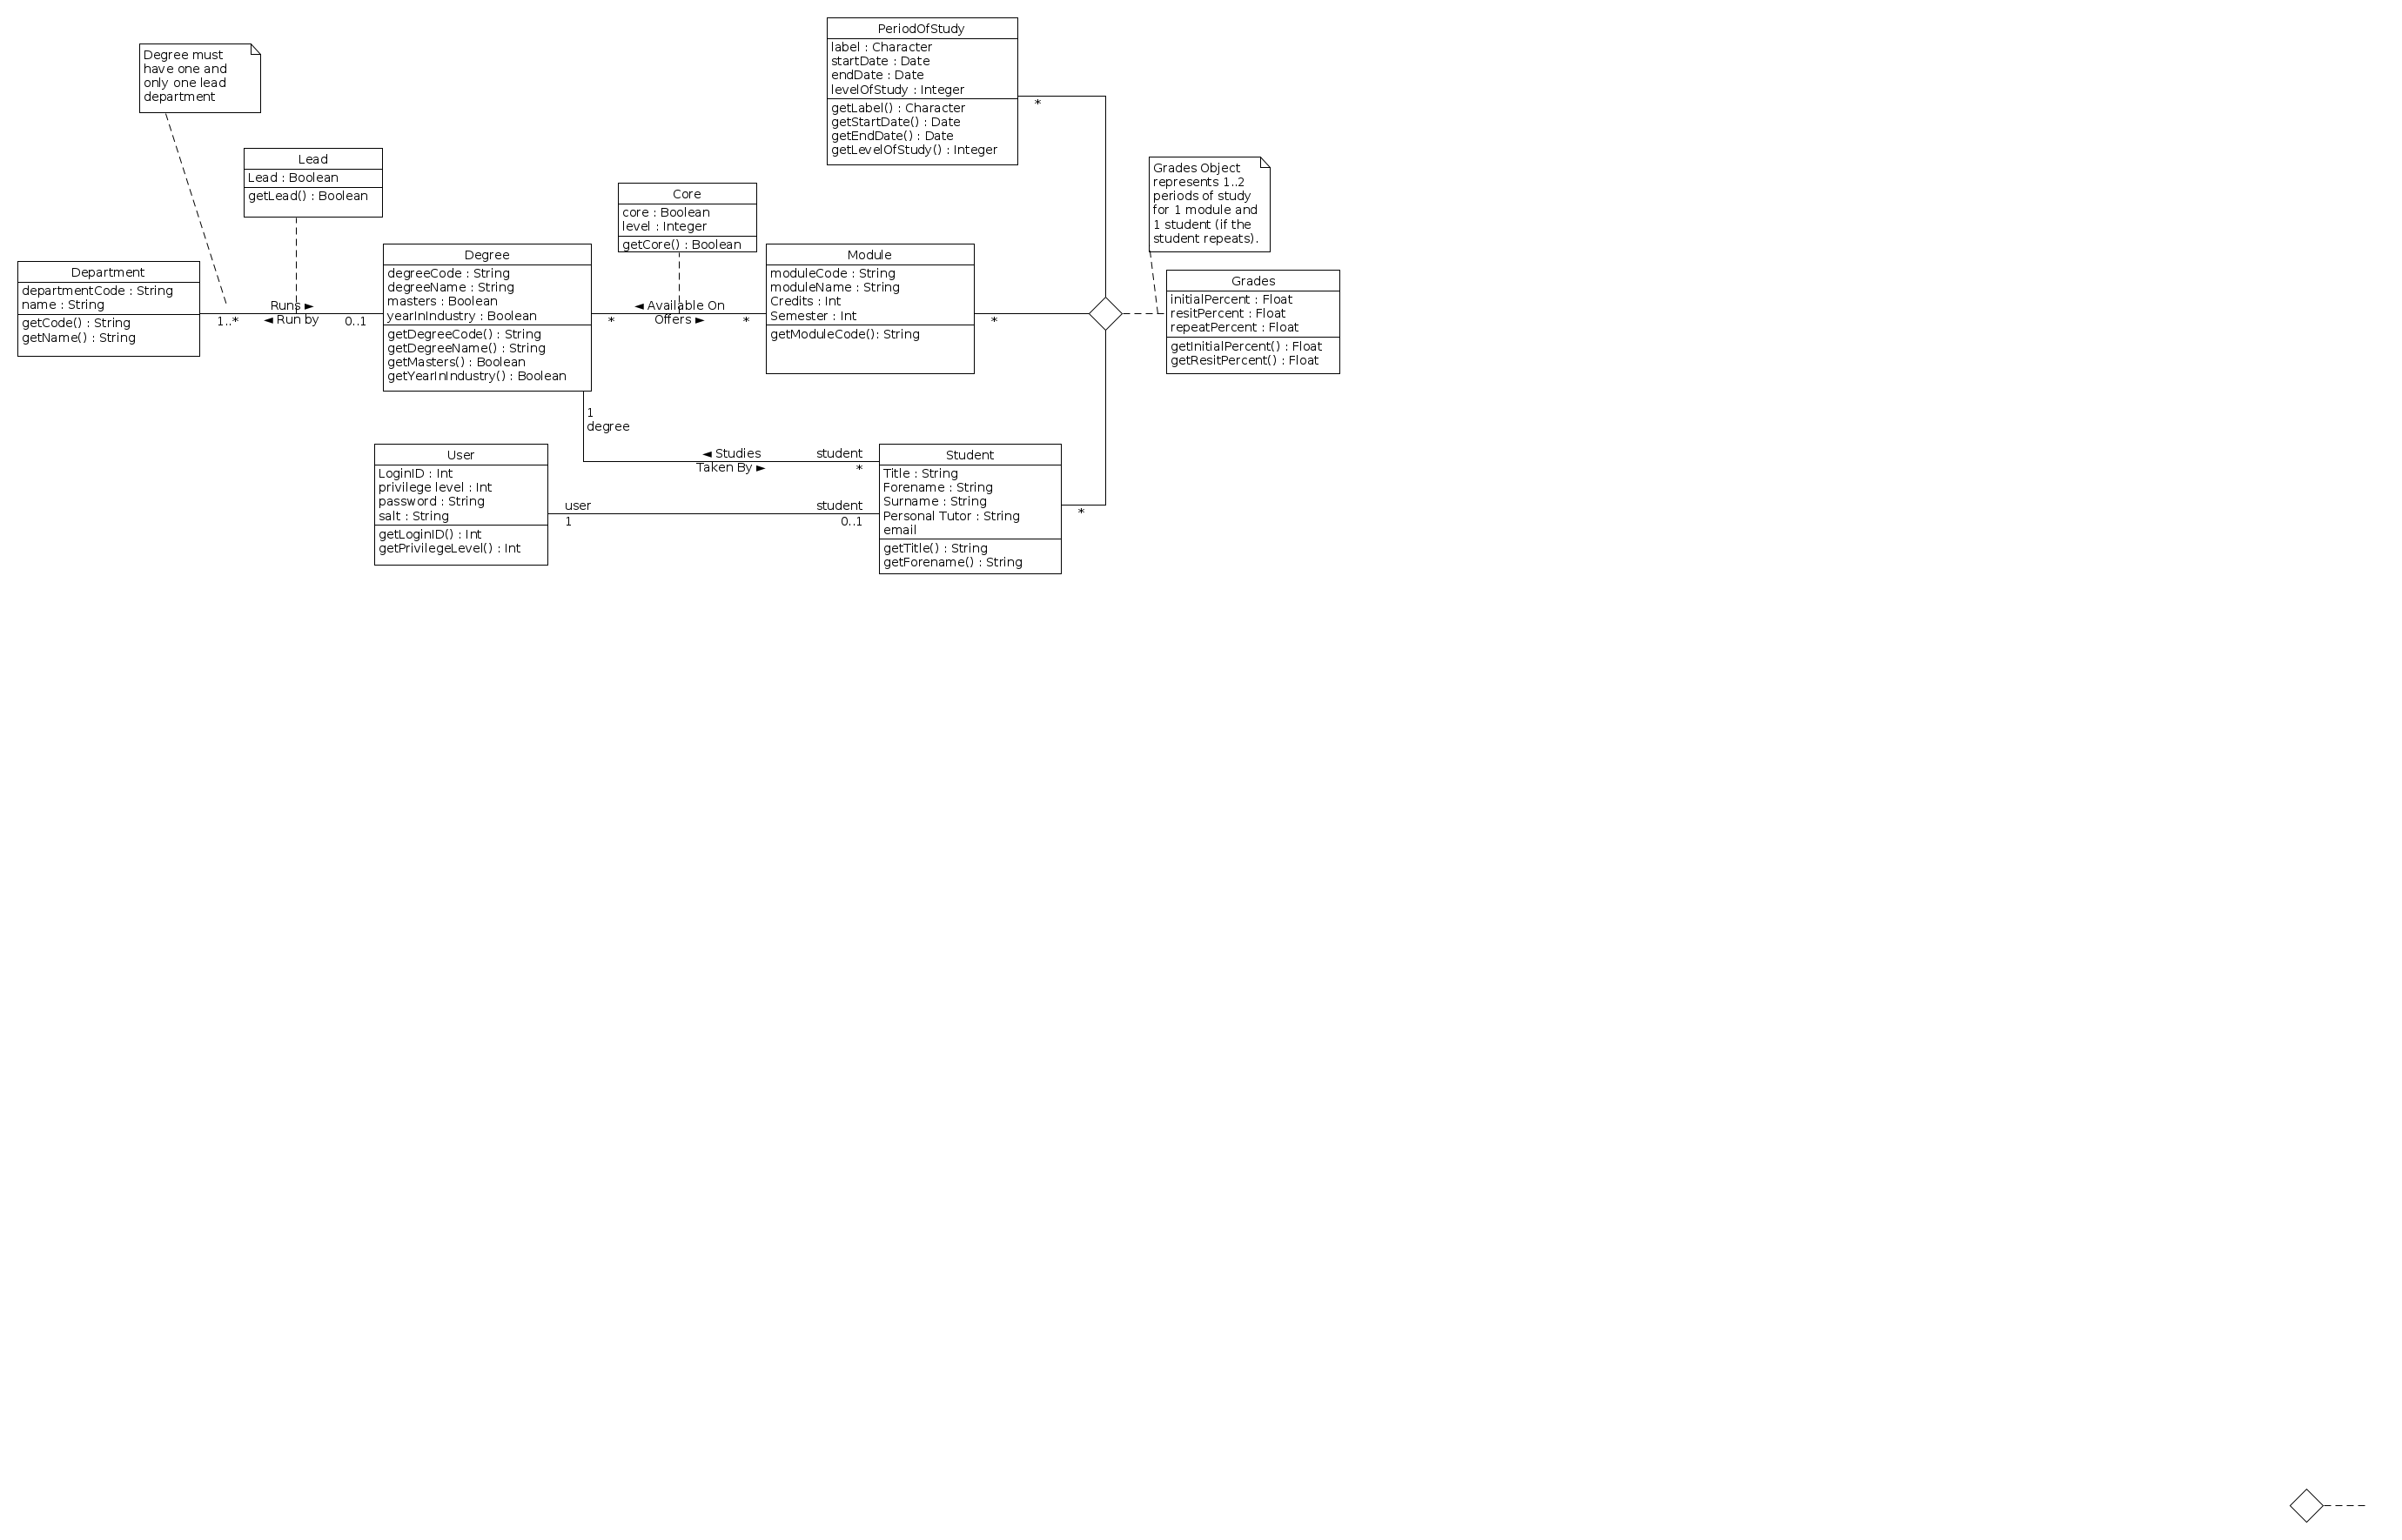 PeriodOfStudy
label : Character
startDate : Date
endDate : Date
levelOfStudy : Integer
getLabel() : Character
getStartDate() : Date
getEndDate() : Date
getLevelOfStudy() : Integer
*
Degree must
have one and
only one lead
department
Lead
Lead : Boolean
getLead() : Boolean
Core
core : Boolean
level : Integer
getCore() : Boolean
Grades Object
represents 1..2
periods of study
for 1 module and
1 student (if the
student repeats).
Department
departmentCode : String
name : String
getCode() : String
getName() : String
Runs ►
1..* ◄ Run by 0..1
Degree
degreeCode : String
degreeName : String
masters : Boolean
yearInIndustry : Boolean
getDegreeCode() : String
getDegreeName() : String
getMasters() : Boolean
getYearInIndustry() : Boolean
◄ Available On
* Offers ► *
Module
moduleCode : String
moduleName : String
Credits : Int
Semester : Int
getModuleCode(): String
*
Grades
initialPercent : Float
resitPercent : Float
repeatPercent : Float
getInitialPercent() : Float
getResitPercent() : Float
1
degree
◄ Studies student
Taken By ► *
User
LoginID : Int
privilege level : Int
password : String
salt : String
getLoginID() : Int
getPrivilegeLevel() : Int
user student
1 0..1
Student
Title : String
Forename : String
Surname : String
Personal Tutor : String
email
getTitle() : String
getForename() : String
*